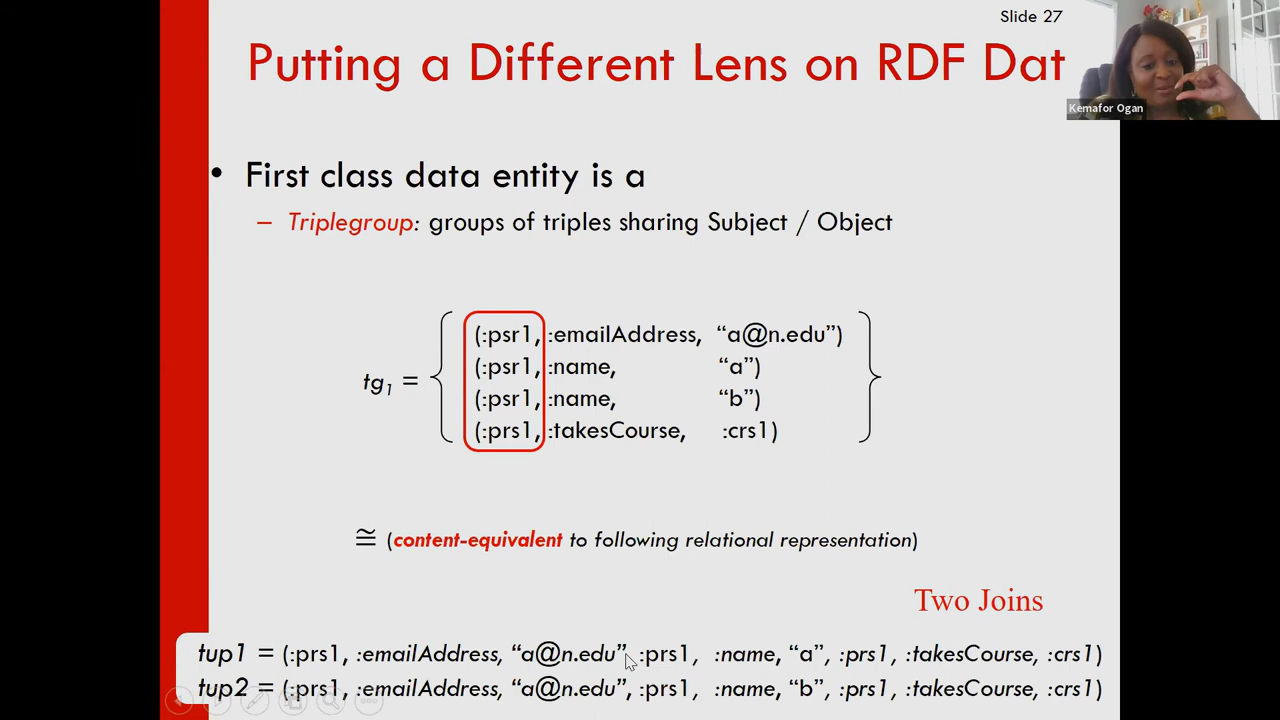 Slide 27
Putting a Different Lens on RDF Dat
Kemafor Ogan
• First class data entity is a
– Triplegroup: groups of triples sharing Subject / Object
tg1 =
(:psr1, :emailAddress, “a@n.edu”)
(:psr1, :name, “a”)
(:psr1, :name, “b”)
(:prs1, :takesCourse, :crs1)
≅ (content-equivalent to following relational representation)
Two Joins
tup1 = (:prs1, :emailAddress, “a@n.edu”, :prs1, :name, “a”, :prs1, :takesCourse, :crs1)
tup2 = (:prs1, :emailAddress, “a@n.edu”, :prs1, :name, “b”, :prs1, :takesCourse, :crs1)